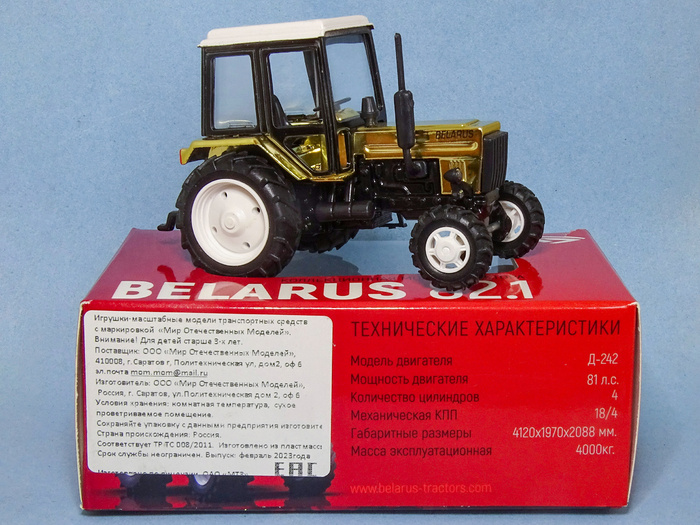 BELARUS
BELARUS 82.1
Игрушки-масштабные модели транспортных средств
с маркировкой «Мир Отечественных Моделей».
Внимание! Для детей старше 3-х лет.
Поставщик: ООО «Мир Отечественных Моделей»,
410008, г.Саратов г, Политехническая ул, дом2, оф 6
эл.почта mom.mom@mail.ru
Изготовитель: ООО «Мир Отечественных Моделей»,
Россия, г. Саратов, ул.Политехническая дом 2, оф 6
Условия хранения: комнатная температура, сухое
проветриваемое помещение.
Сохраняйте упаковку с данными предприятия изготовите
Страна происхождения: Россия.
Соответствует ТР ТС 008/2011. Изготовлено из пластмасс
Срок службы неограничен. Выпуск: февраль 2023года
EAC
ТЕХНИЧЕСКИЕ ХАРАКТЕРИСТИКИ
Модель двигателя Д-242
Мощность двигателя 81 л.с.
Количество цилиндров 4
Механическая КПП 18/4
Габаритные размеры 4120х1970х2088 мм.
Масса эксплуатационная 4000кг.
www.belarus-tractors.com